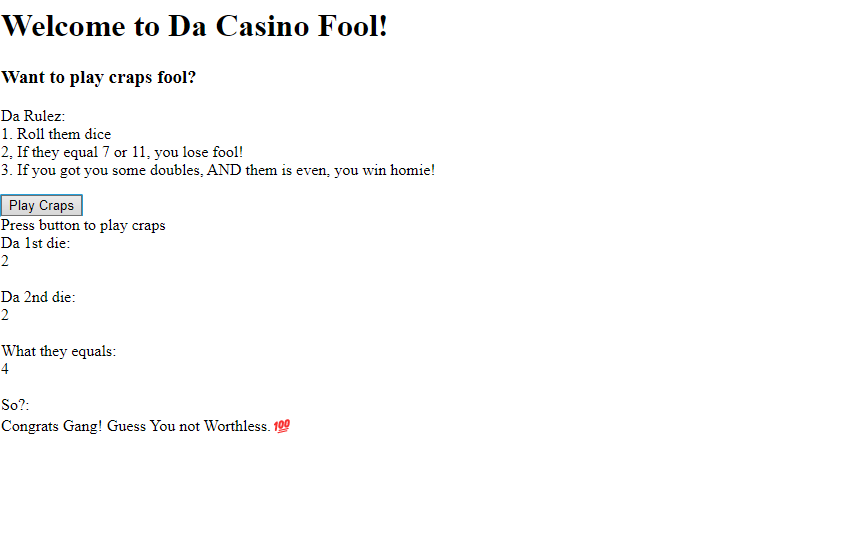 Welcome to Da Casino Fool!
Want to play craps fool?
Da Rulez:
1. Roll them dice
2, If they equal 7 or 11, you lose fool!
3. If you got you some doubles, AND them is even, you win homie!
Play Craps
Press button to play craps
Da 1st die:
2
Da 2nd die:
2
What they equals:
4
So?:
Congrats Gang! Guess You not Worthless. 💯